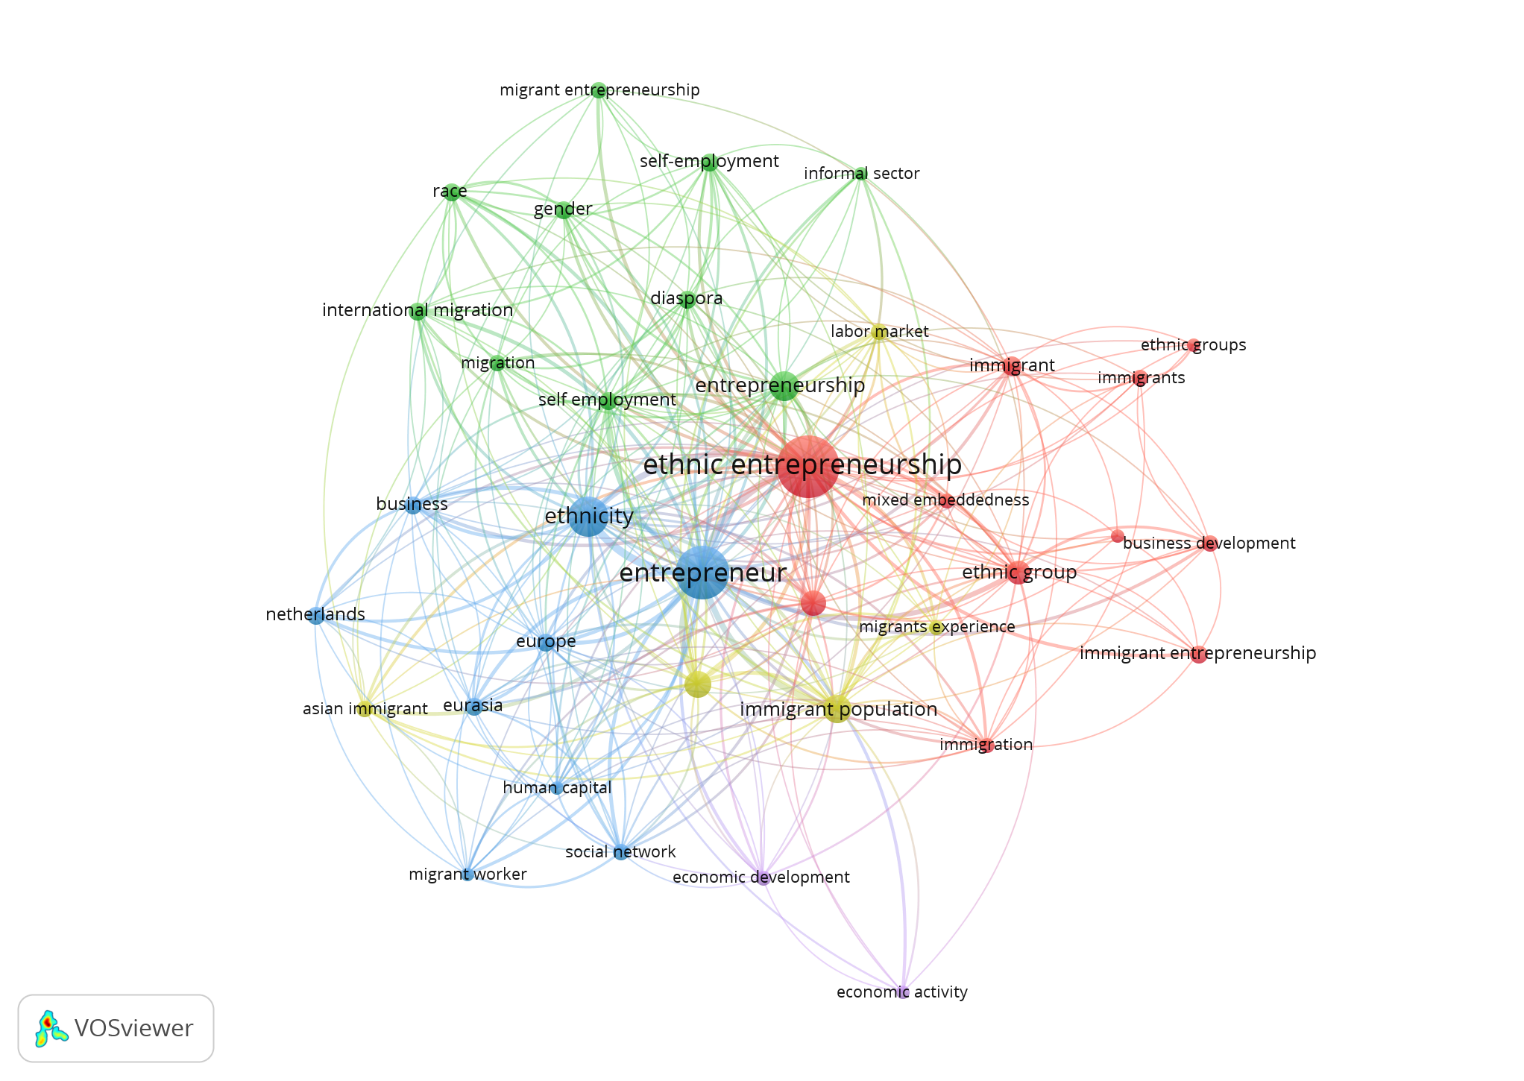 migrant entrepreneurship
self-employment
informal sector
race
gender
diaspora
international migration
labor market
ethnic groups
migration
immigrant
immigrants
entrepreneurship
self employment
ethnic entrepreneurship
mixed embeddedness
business
ethnicity
business development
entrepreneur
ethnic group
netherlands
migrants experience
europe
immigrant entrepreneurship
asian immigrant
eurasia
immigrant population
immigration
human capital
social network
migrant worker
economic development
economic activity
VOSviewer